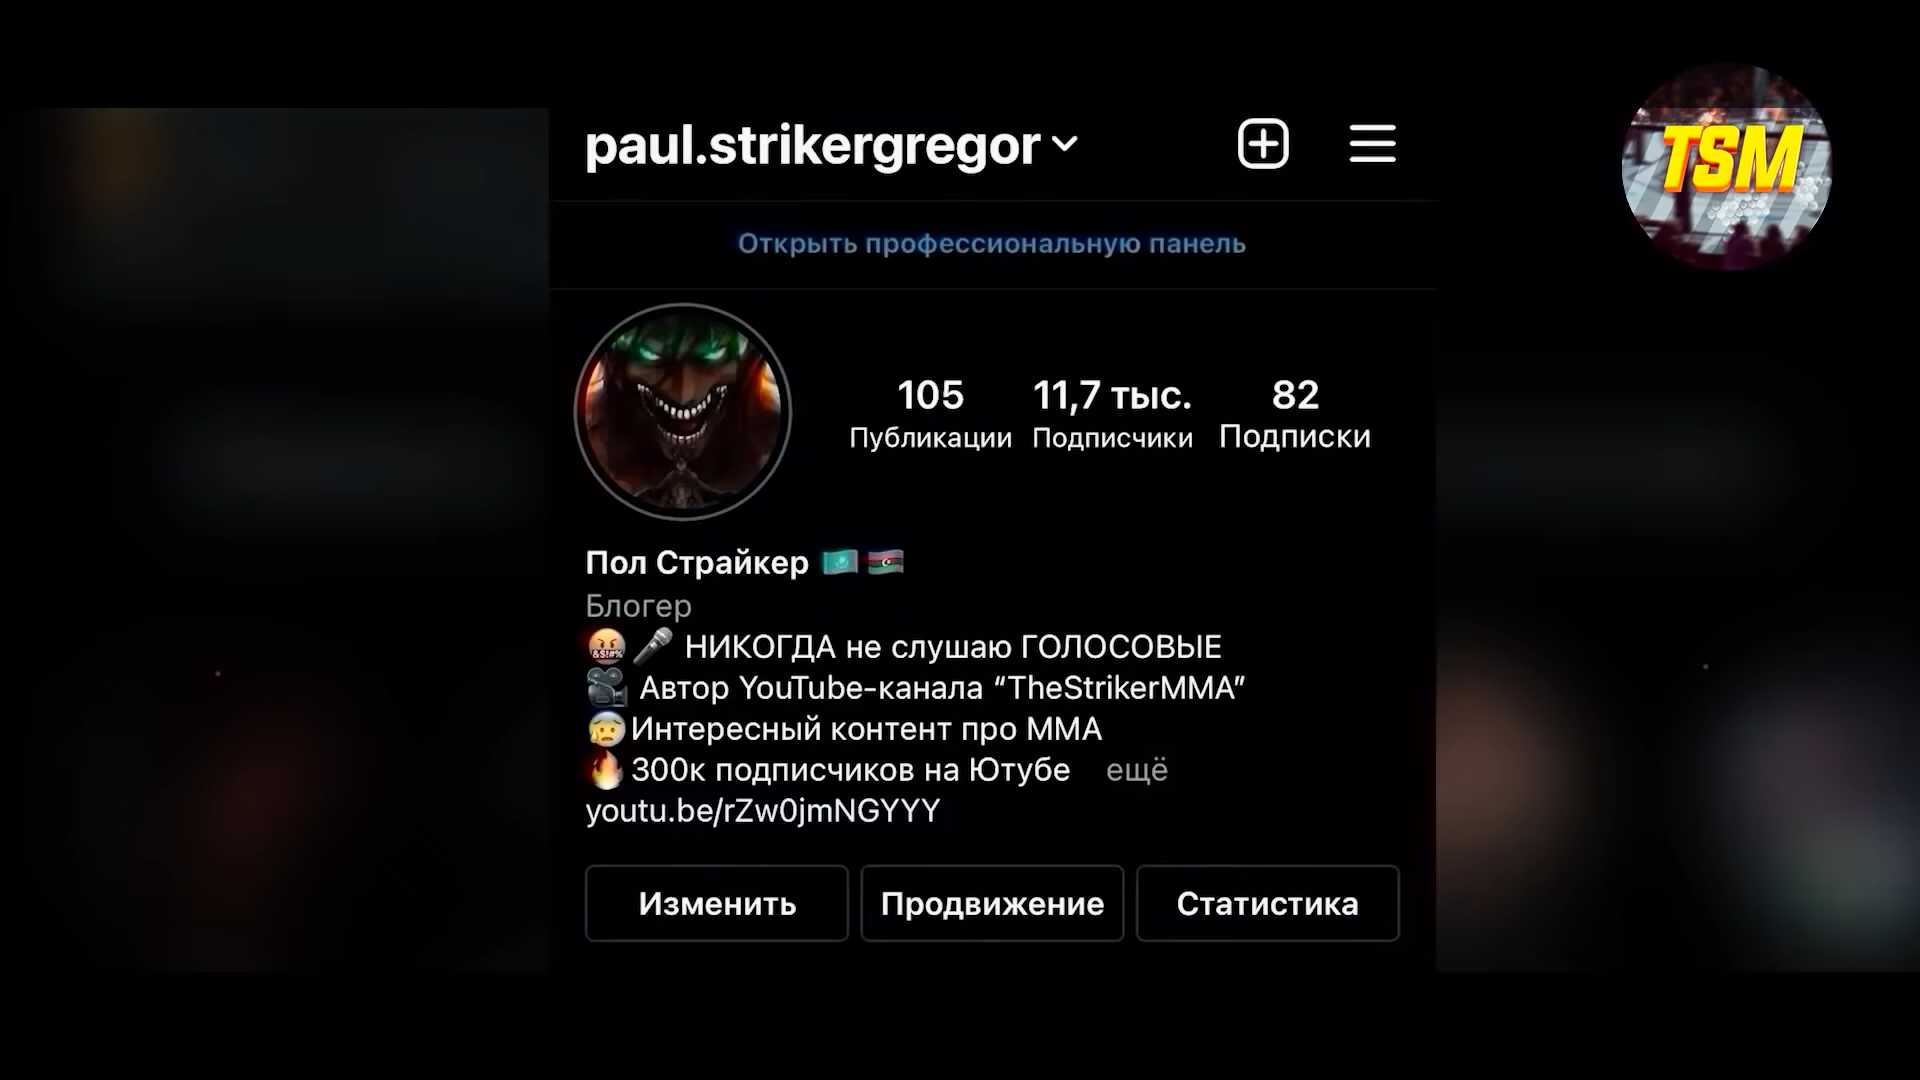 paul.strikergregor
TSM
Открыть профессиональную панель
105 11,7 тыс. 82
Публикации Подписчики Подписки
Пол Страйкер
Блогер
НИКОГДА не слушаю ГОЛОСОВЫЕ
Автор YouTube-канала “TheStrikerMMA”
Интересный контент про ММА
300к подписчиков на Ютубе ещё
youtu.be/rZw0jmNGYYY
Изменить Продвижение Статистика